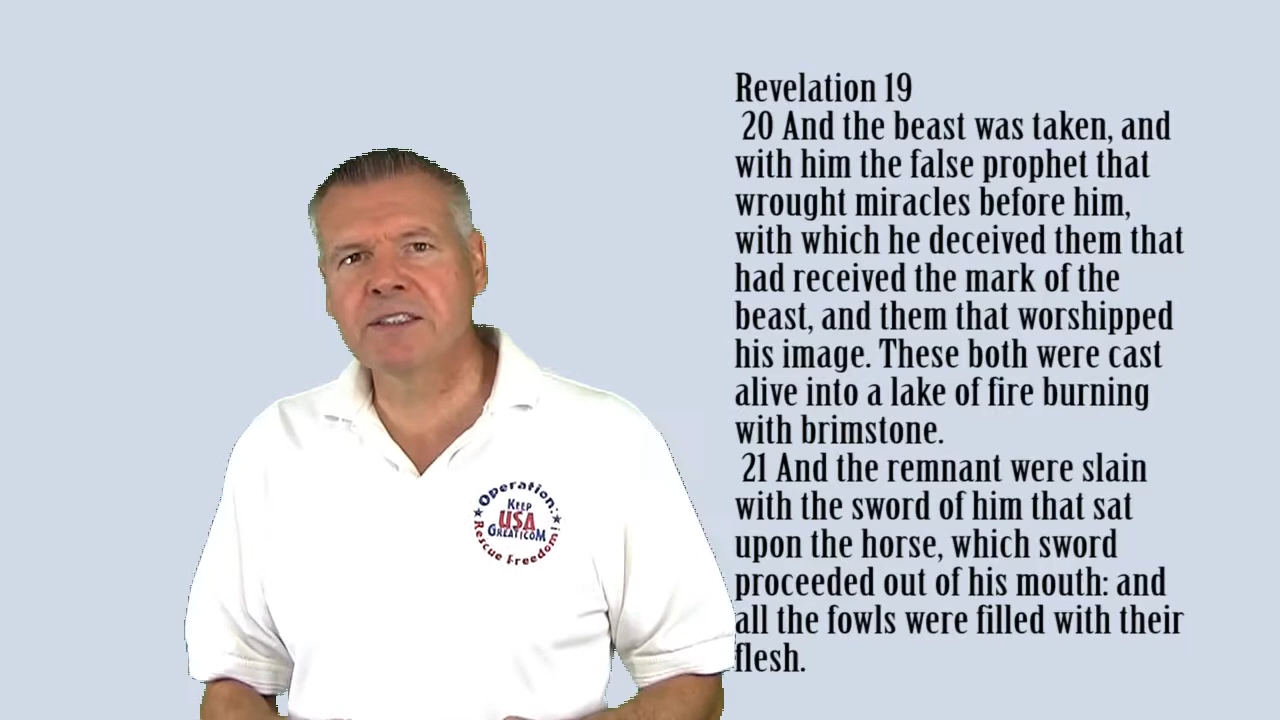 Revelation 19
20 And the beast was taken, and
with him the false prophet that
wrought miracles before him,
with which he deceived them that
had received the mark of the
beast, and them that worshipped
his image. These both were cast
alive into a lake of fire burning
with brimstone.
21 And the remnant were slain
with the sword of him that sat
upon the horse, which sword
proceeded out of his mouth: and
all the fowls were filled with their
flesh.
Operation:
Keep
USA
Great!com
Rescue Freedom!